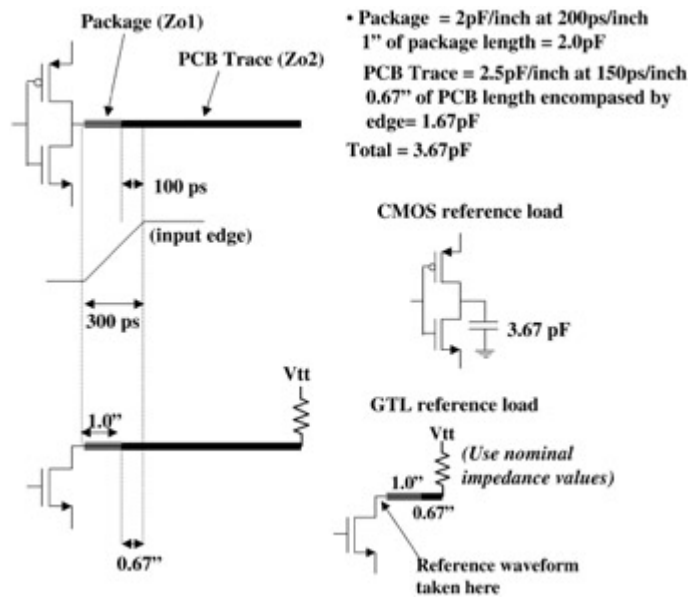 Package (Zo1)
PCB Trace (Zo2)
100 ps
(input edge)
300 ps
Vtt
1.0”
0.67”
• Package = 2pF/inch at 200ps/inch
1” of package length = 2.0pF
PCB Trace = 2.5pF/inch at 150ps/inch
0.67” of PCB length encompased by
edge= 1.67pF
Total = 3.67pF
CMOS reference load
3.67 pF
GTL reference load
Vtt
(Use nominal
impedance values)
1.0”
0.67”
Reference waveform
taken here